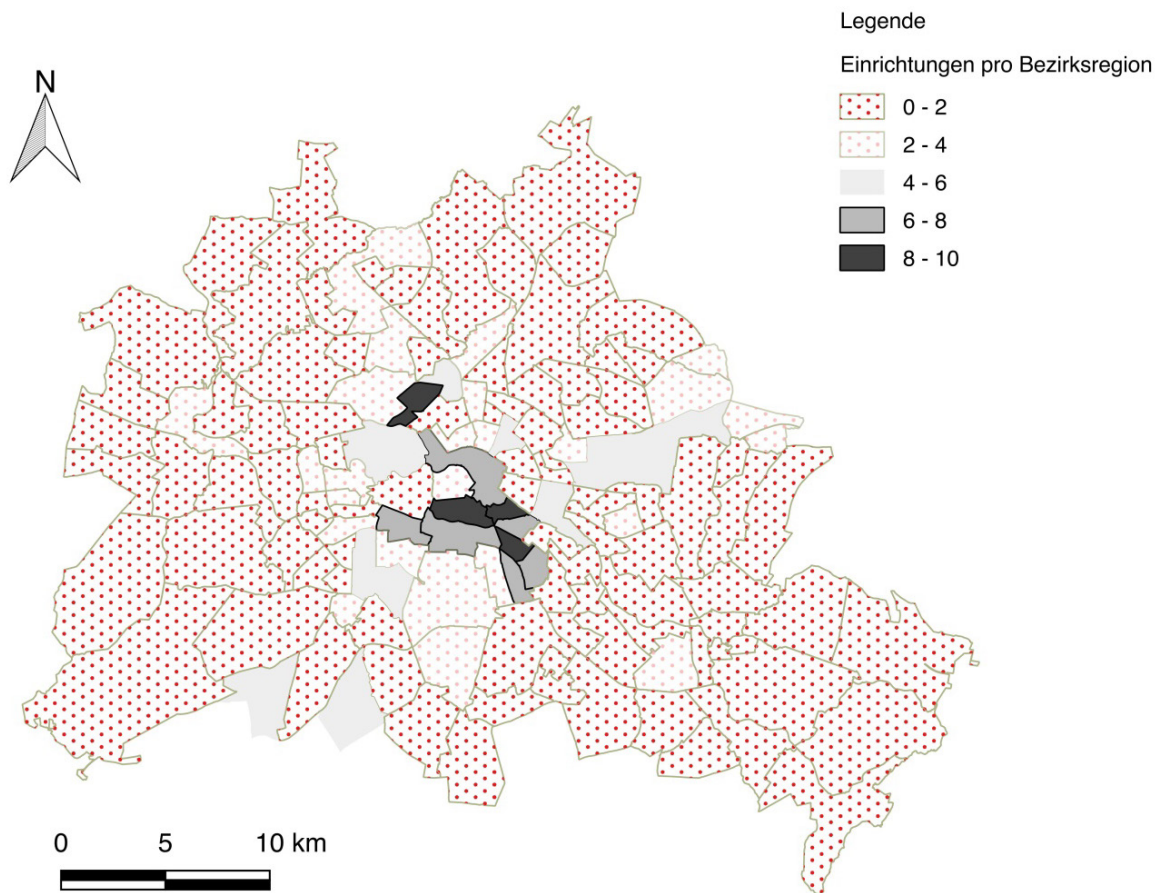 Legende
Einrichtungen pro Bezirksregion
0 - 2
2 - 4
4 - 6
6 - 8
8 - 10
N
0 5 10 km